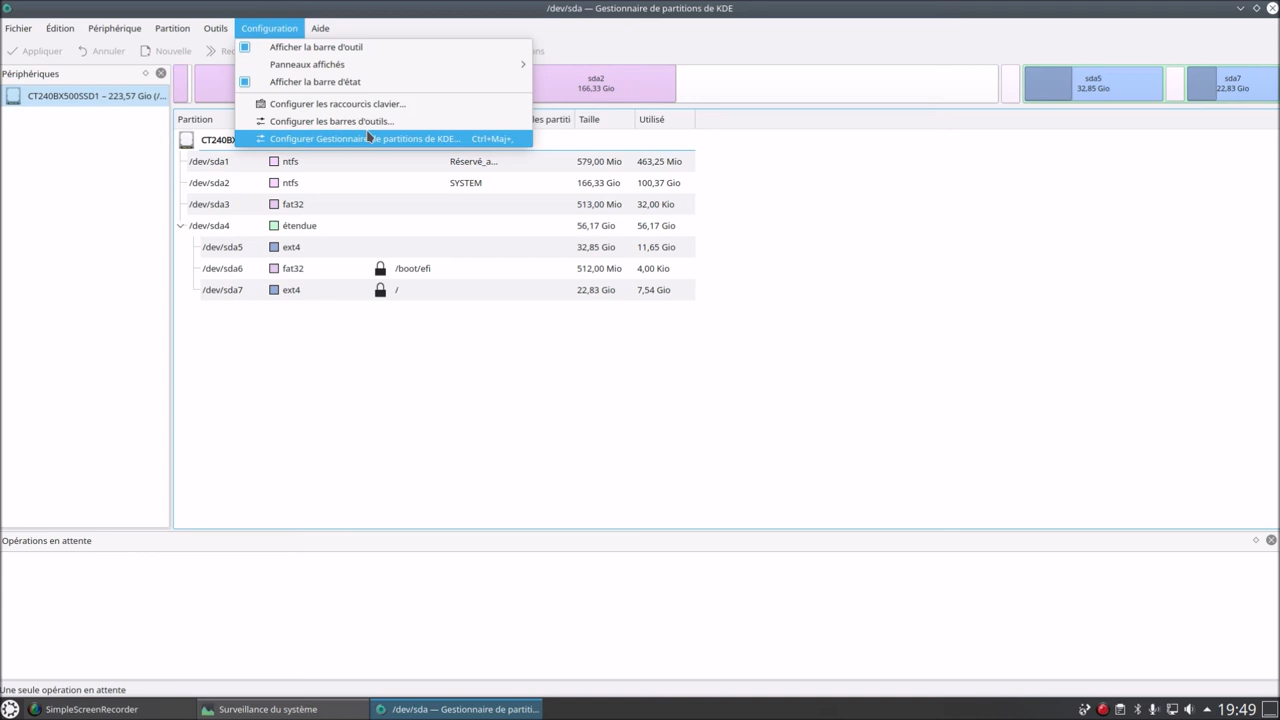 /dev/sda — Gestionnaire de partitions de KDE
Fichier Édition Périphérique Partition Outils Configuration Aide
Appliquer Annuler Nouvelle
Périphériques
CT240BX500SSD1 – 223,57 Gio (/...
Afficher la barre d'outil
Panneaux affichés
Afficher la barre d'état
Configurer les raccourcis clavier...
Configurer les barres d'outils...
Configurer Gestionnaire de partitions de KDE... Ctrl+Maj+,
sda2
166,33 Gio
sda5
32,85 Gio
sda7
22,83 Gio
Partition les parti Taille Utilisé
/dev/sda1 ntfs Réservé_a... 579,00 Mio 463,25 Mio
/dev/sda2 ntfs SYSTEM 166,33 Gio 100,37 Gio
/dev/sda3 fat32 513,00 Mio 32,00 Kio
/dev/sda4 étendue 56,17 Gio 56,17 Gio
/dev/sda5 ext4 32,85 Gio 11,65 Gio
/dev/sda6 fat32 /boot/efi 512,00 Mio 4,00 Kio
/dev/sda7 ext4 / 22,83 Gio 7,54 Gio
Opérations en attente
Une seule opération en attente
SimpleScreenRecorder Surveillance du système /dev/sda — Gestionnaire de partiti... 19:49